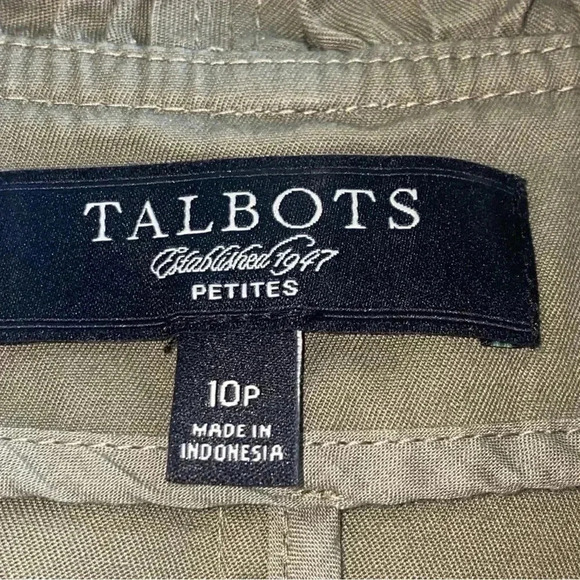 TALBOTS
Established 1947
PETITES
10P
MADE IN
INDONESIA